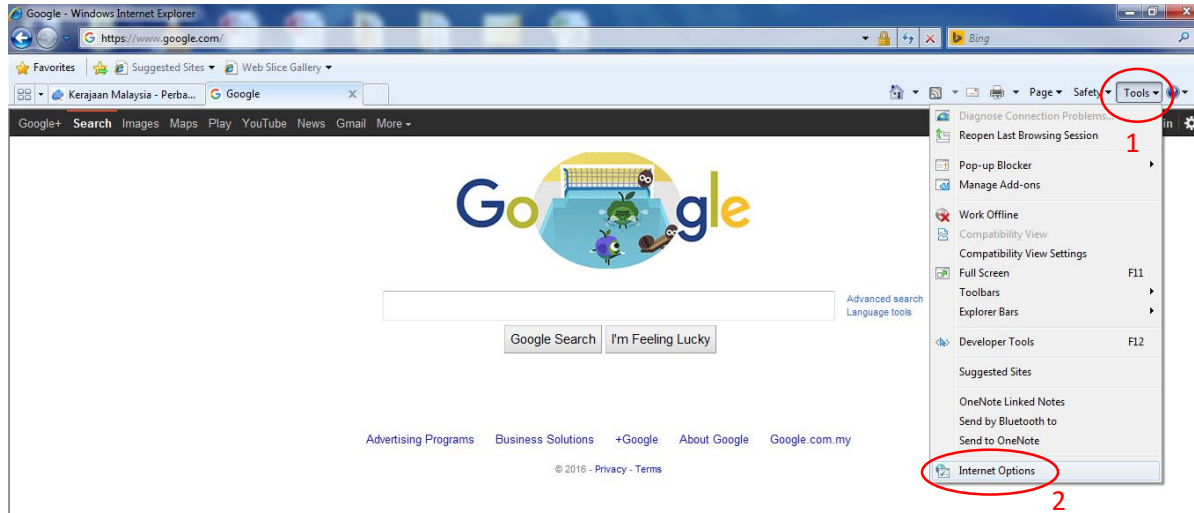 Google - Windows Internet Explorer
G https://www.google.com/ Bing
Favorites Suggested Sites Web Slice Gallery
Kerajaan Malaysia - Perba... G Google X Page Safety Tools
Google+ Search Images Maps Play YouTube News Gmail More in
Diagnose Connection Problems...
Reopen Last Browsing Session
1
Pop-up Blocker
Manage Add-ons
Work Offline
Compatibility View
Compatibility View Settings
Full Screen F11
Toolbars
Explorer Bars
Developer Tools F12
Suggested Sites
OneNote Linked Notes
Send by Bluetooth to
Send to OneNote
Internet Options
2
Google
Advanced search
Language tools
Google Search I'm Feeling Lucky
Advertising Programs Business Solutions +Google About Google Google.com.my
© 2016 - Privacy - Terms